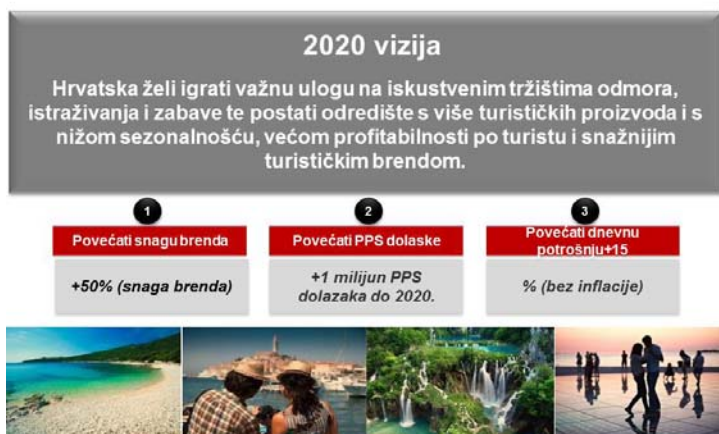 2020 vizija
Hrvatska želi igrati važnu ulogu na iskustvenim tržištima odmora,
istraživanja i zabave te postati odredište s više turističkih proizvoda i s
nižom sezonalnošću, većom profitabilnosti po turistu i snažnijim
turističkim brendom.
1
Povećati snagu brenda
+50% (snaga brenda)
2
Povećati PPS dolaske
+1 milijun PPS
dolazaka do 2020.
3
Povećati dnevnu
potrošnju+15
% (bez inflacije)